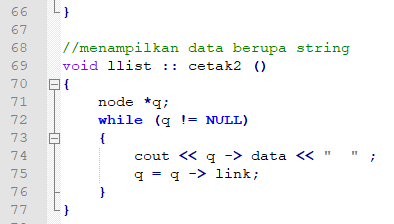 66 }
67
68 //menampilkan data berupa string
69 void llist :: cetak2 ()
70 {
71 node *q;
72 while (q != NULL)
73 {
74 cout << q -> data << "  " ;
75 q = q -> link;
76 }
77 }